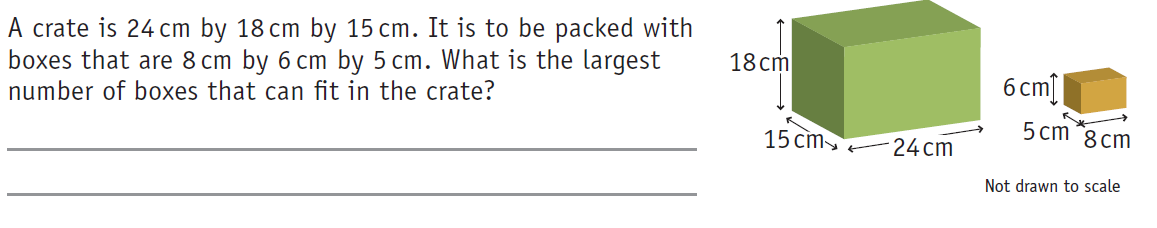 A crate is 24 cm by 18 cm by 15 cm. It is to be packed with
boxes that are 8 cm by 6 cm by 5 cm. What is the largest
number of boxes that can fit in the crate?
18 cm
15 cm
24 cm
6 cm
5 cm
8 cm
Not drawn to scale